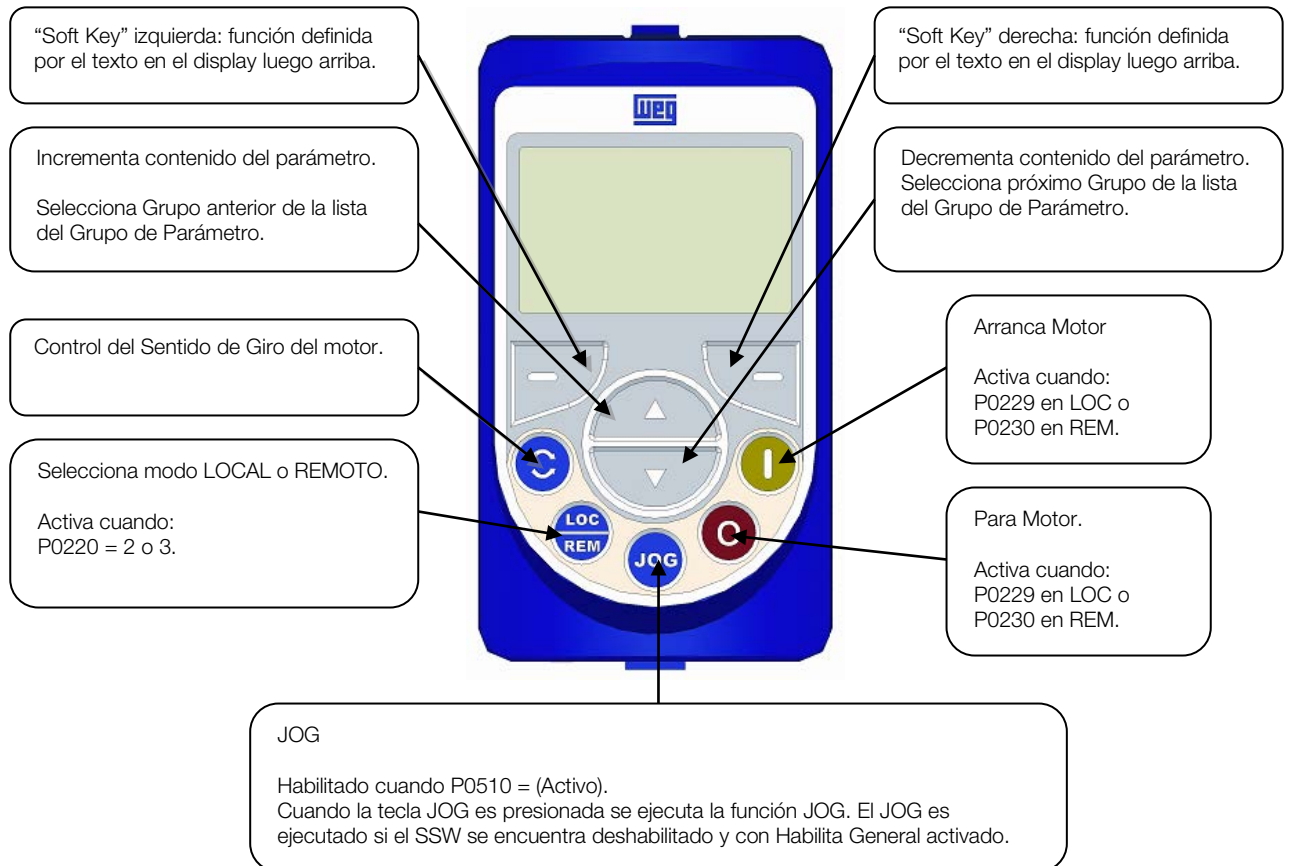 “Soft Key” izquierda: función definida
por el texto en el display luego arriba.
“Soft Key” derecha: función definida
por el texto en el display luego arriba.
Incrementa contenido del parámetro.
Selecciona Grupo anterior de la lista
del Grupo de Parámetro.
Decrementa contenido del parámetro.
Selecciona próximo Grupo de la lista
del Grupo de Parámetro.
Control del Sentido de Giro del motor.
Selecciona modo LOCAL o REMOTO.
Activa cuando:
P0220 = 2 o 3.
weg
LOC
REM
JOG
Arranca Motor
Activa cuando:
P0229 en LOC o
P0230 en REM.
Para Motor.
Activa cuando:
P0229 en LOC o
P0230 en REM.
JOG
Habilitado cuando P0510 = (Activo).
Cuando la tecla JOG es presionada se ejecuta la función JOG. El JOG es
ejecutado si el SSW se encuentra deshabilitado y con Habilita General activado.